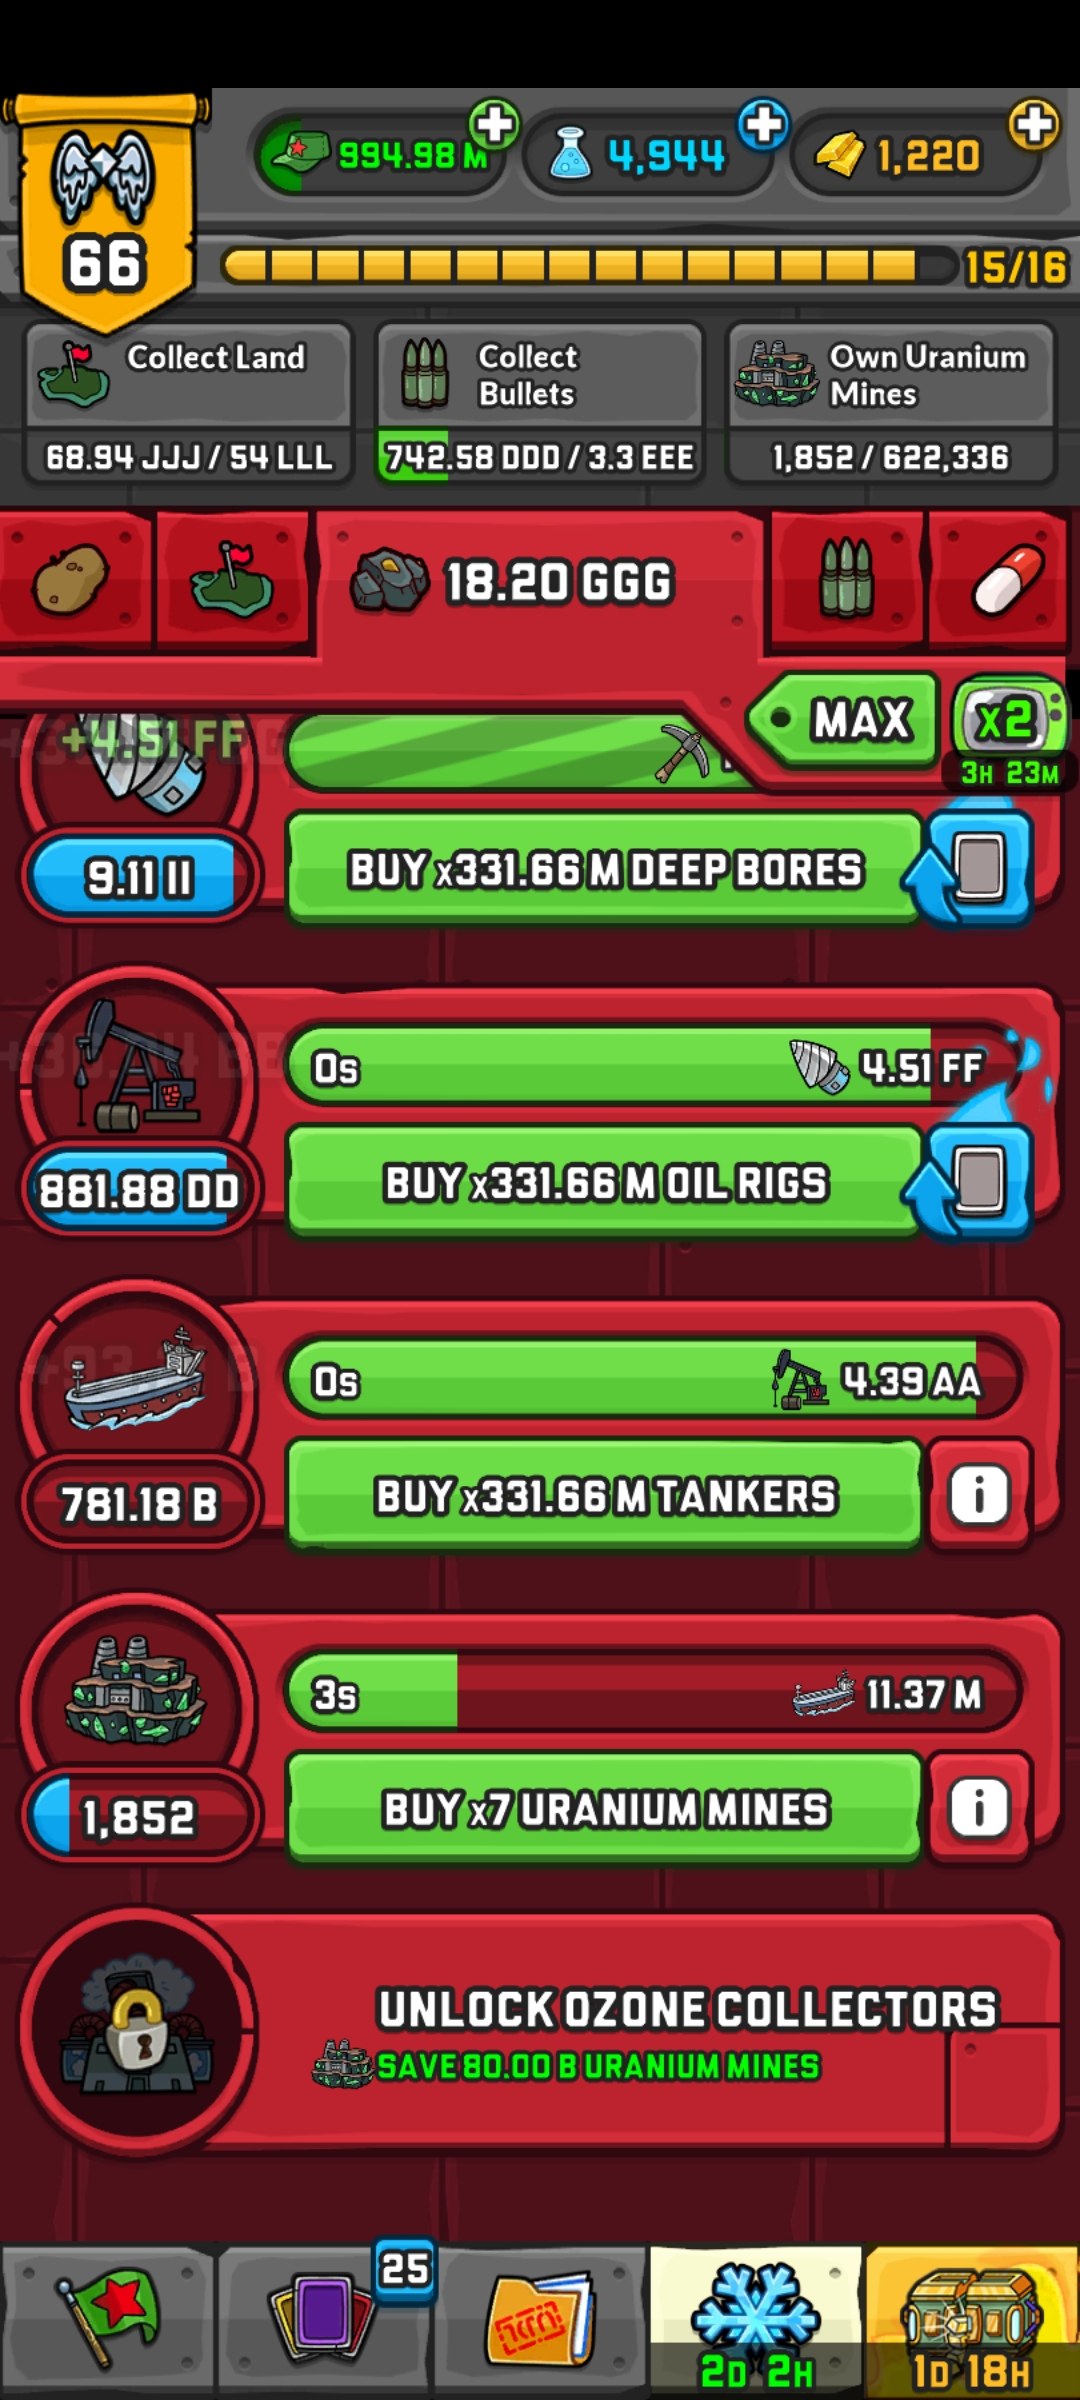 994.98 M
4,944
1,220
66
15/16
Collect Land
68.94 JJJ / 54 LLL
Collect
Bullets
742.58 DDD / 3.3 EEE
Own Uranium
Mines
1,852 / 622,336
18.20 GGG
MAX
x2
3H 23M
+4.51 FF
9.11 II
BUY x331.66 M DEEP BORES
0s
4.51 FF
881.88 DD
BUY x331.66 M OIL RIGS
0s
4.39 AA
781.18 B
BUY x331.66 M TANKERS
i
3s
11.37 M
1,852
BUY x7 URANIUM MINES
i
UNLOCK OZONE COLLECTORS
SAVE 80.00 B URANIUM MINES
25
2D 2H
1D 18H